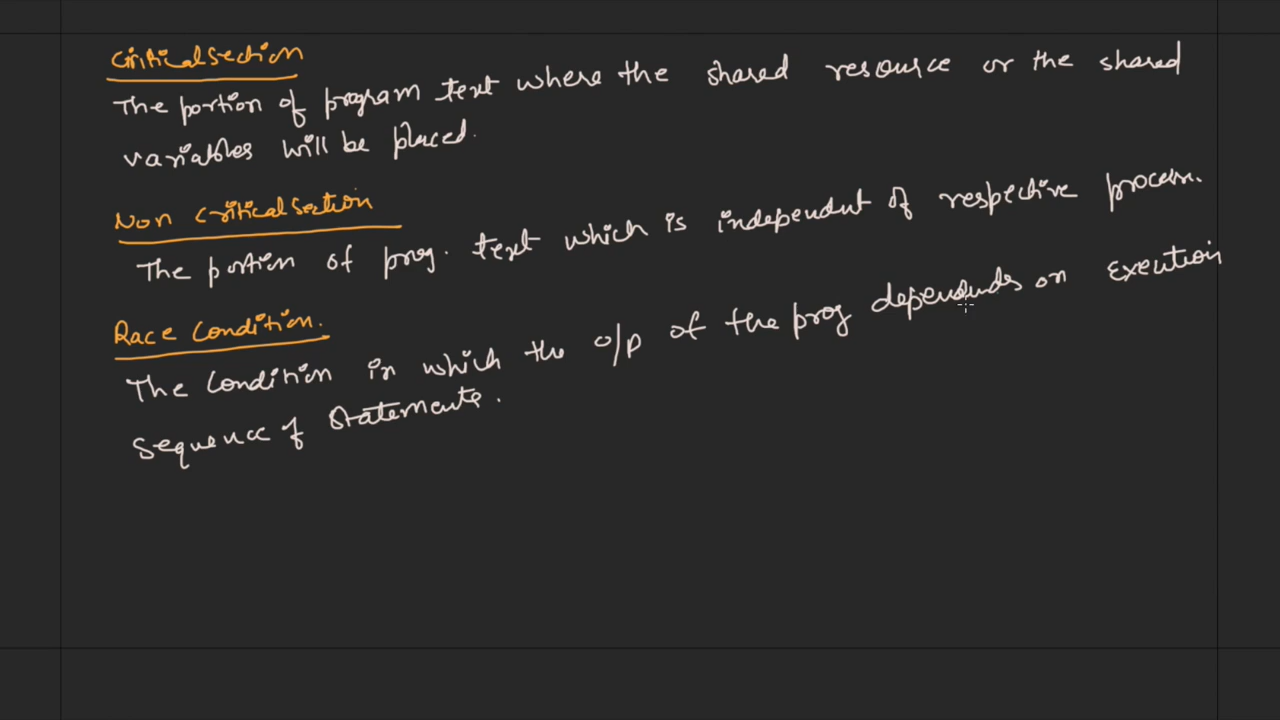 Critical section
The portion of program text where the shared resource or the shared
variables will be placed.
Non critical section
The portion of prog. text which is independent of respective process.
Race Condition.
The Condition in which the o/p of the prog depends on execution
sequence of statements.